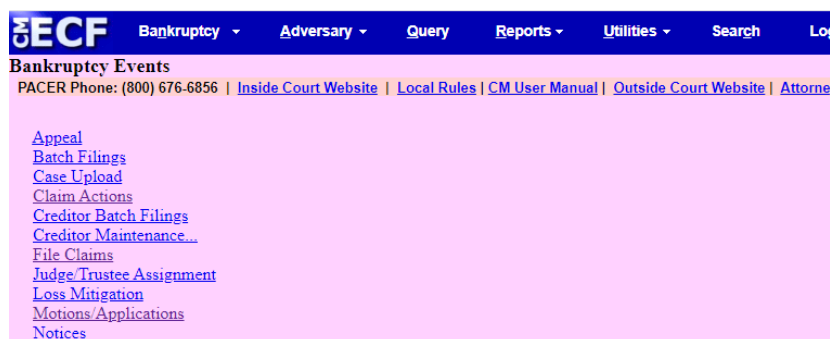 CM ECF Bankruptcy Adversary Query Reports Utilities Search Lo
Bankruptcy Events
PACER Phone: (800) 676-6856 | Inside Court Website | Local Rules | CM User Manual | Outside Court Website | Attorne
Appeal
Batch Filings
Case Upload
Claim Actions
Creditor Batch Filings
Creditor Maintenance...
File Claims
Judge/Trustee Assignment
Loss Mitigation
Motions/Applications
Notices